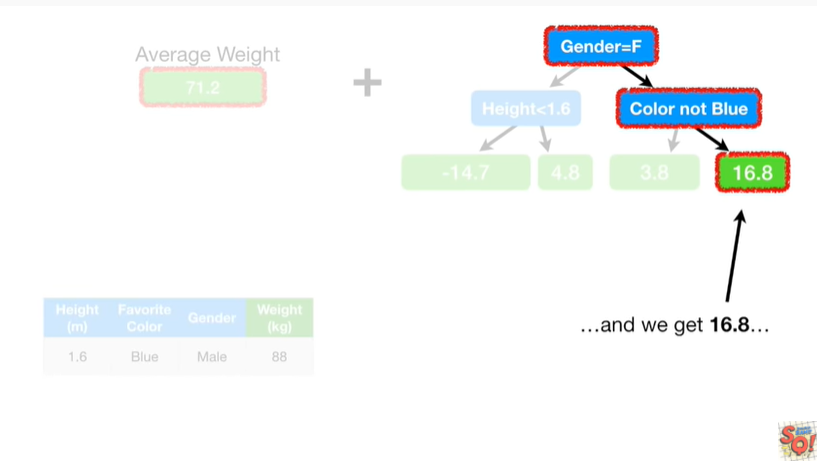 Average Weight
71.2
+
Gender=F
Height<1.6
Color not Blue
-14.7
4.8
3.8
16.8
Height (m)
Favorite Color
Gender
Weight (kg)
1.6
Blue
Male
88
…and we get 16.8…
SQ!